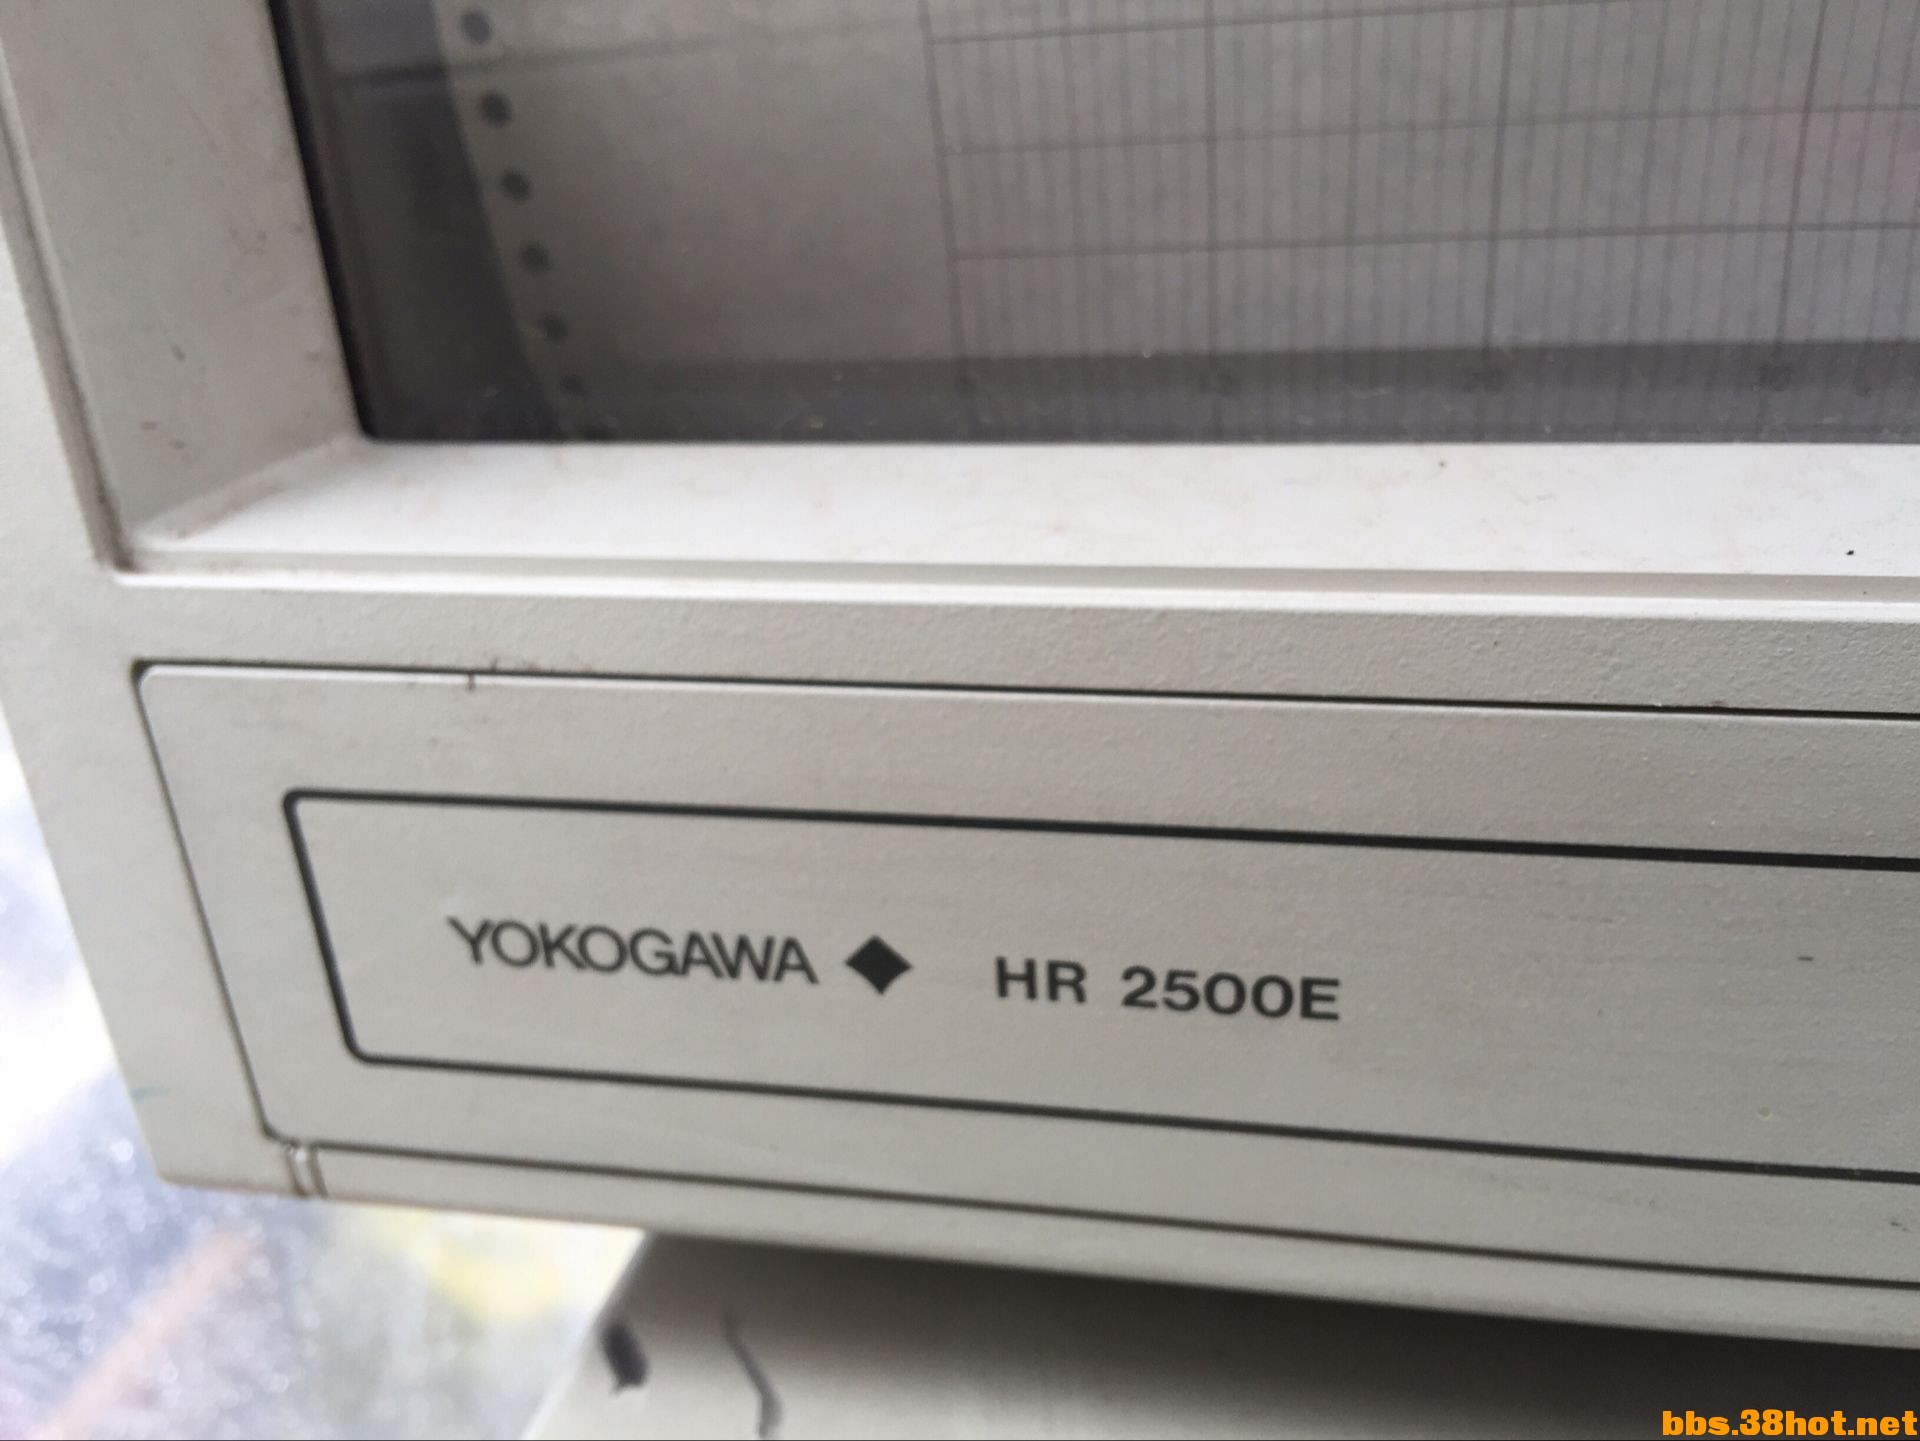 YOKOGAWA ◆ HR 2500E
bbs.38hot.net